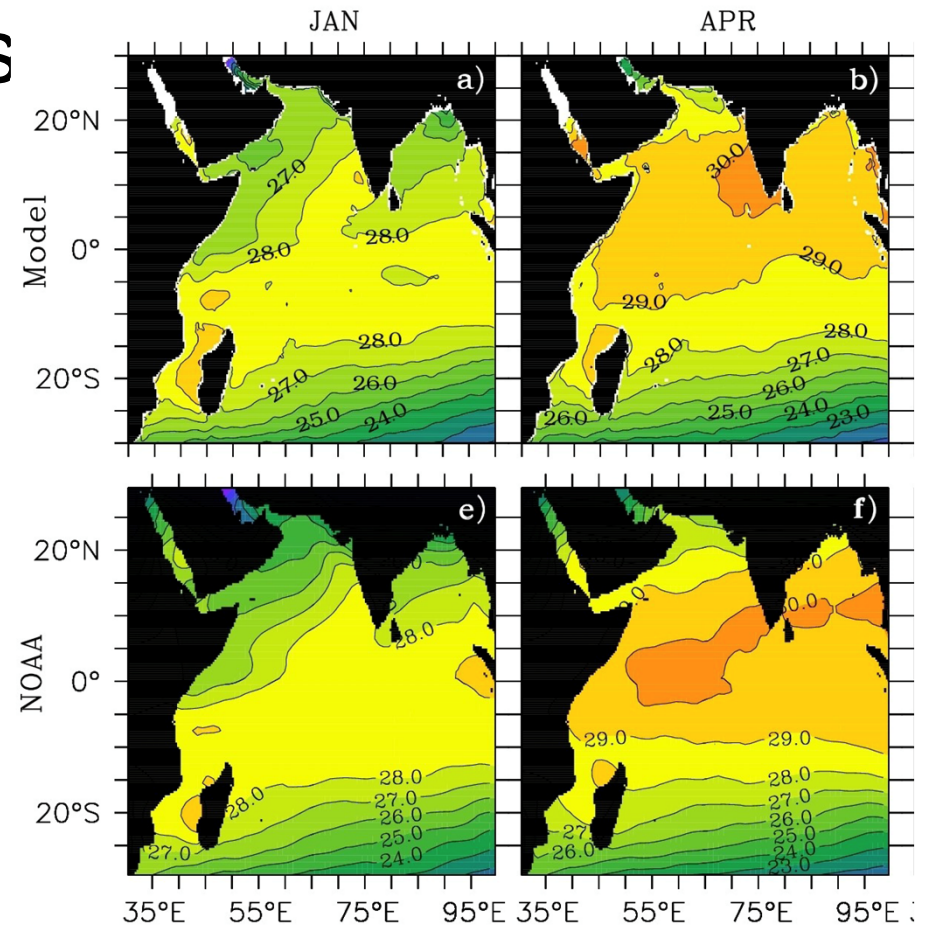 s
JAN APR
a) b)
20°N
30.0
27.0
Model
0°
28.0 28.0 29.0
29.0
28.0 28.0
28.0 27.0
20°S
27.0 26.0 26.0
25.0 24.0 26.0 25.0 24.0 23.0
e) f)
20°N
28.0
NOAA
0°
29.0 29.0
28.0 28.0
28.0 27.0 27.0
20°S
26.0 26.0
25.0 27 25.0
27.0 24.0 26.0 24.0
23.0
35°E 55°E 75°E 95°E 35°E 55°E 75°E 95°E